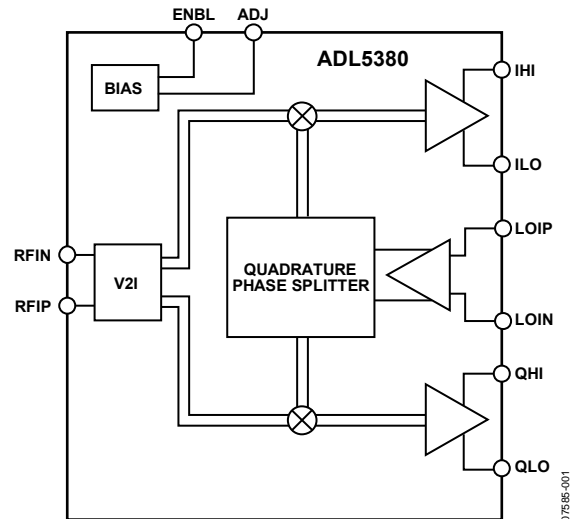 ENBL ADJ
ADL5380
BIAS
IHI
ILO
RFIN
RFIP
V2I
QUADRATURE
PHASE SPLITTER
LOIP
LOIN
QHI
QLO
07585-001